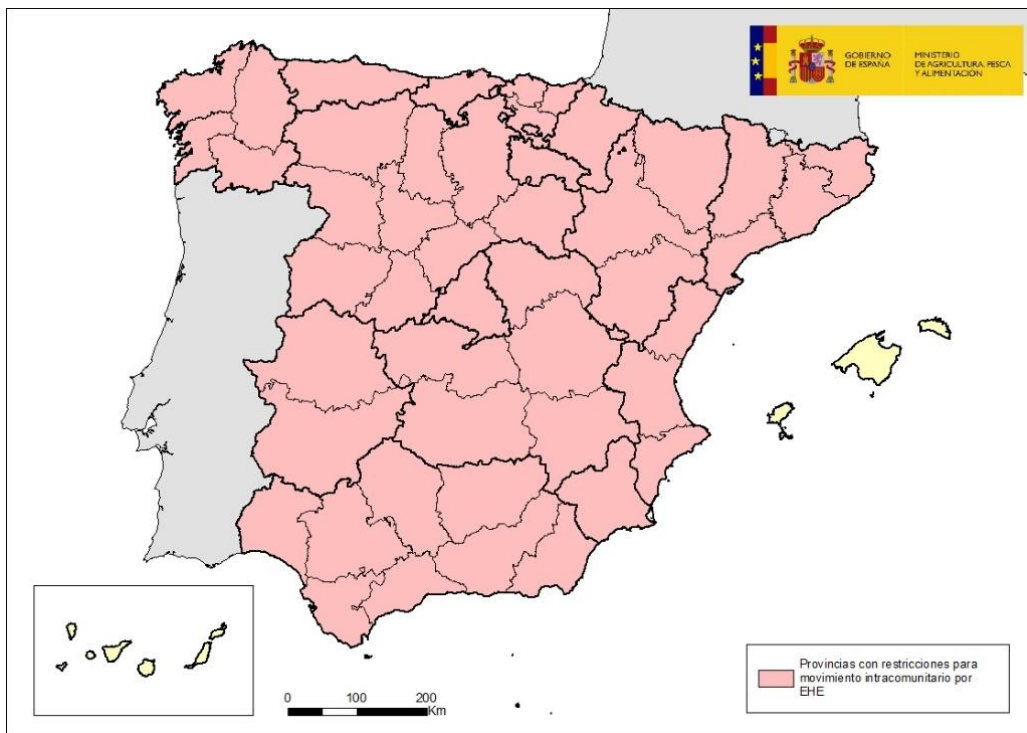 GOBIERNO
DE ESPAÑA
MINISTERIO
DE AGRICULTURA, PESCA
Y ALIMENTACIÓN
0 100 200
Km
Provincias con restricciones para
movimiento intracomunitario por
EHE